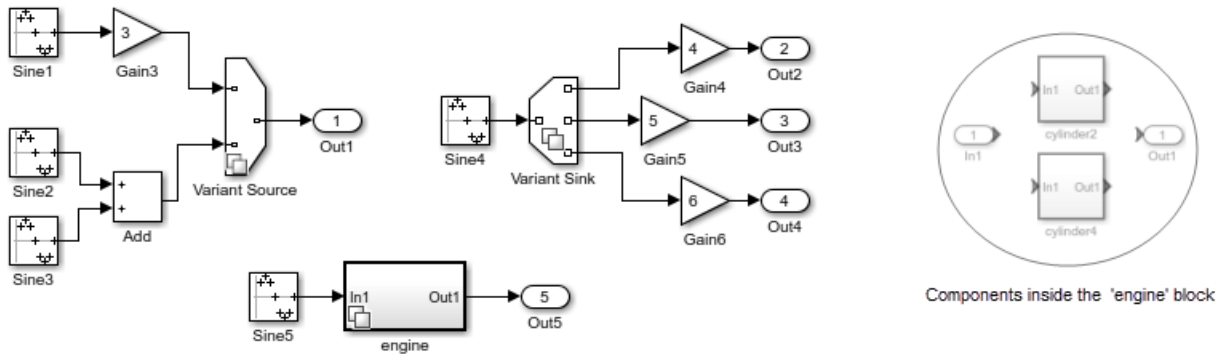 Sine1
3
Gain3
Sine2
Sine3
+
+
Add
Variant Source
1
Out1
Sine4
Variant Sink
4
Gain4
2
Out2
5
Gain5
3
Out3
6
Gain6
4
Out4
Sine5
In1 Out1
engine
5
Out5
In1 Out1
cylinder2
1
In1
1
Out1
In1 Out1
cylinder4
Components inside the 'engine' block